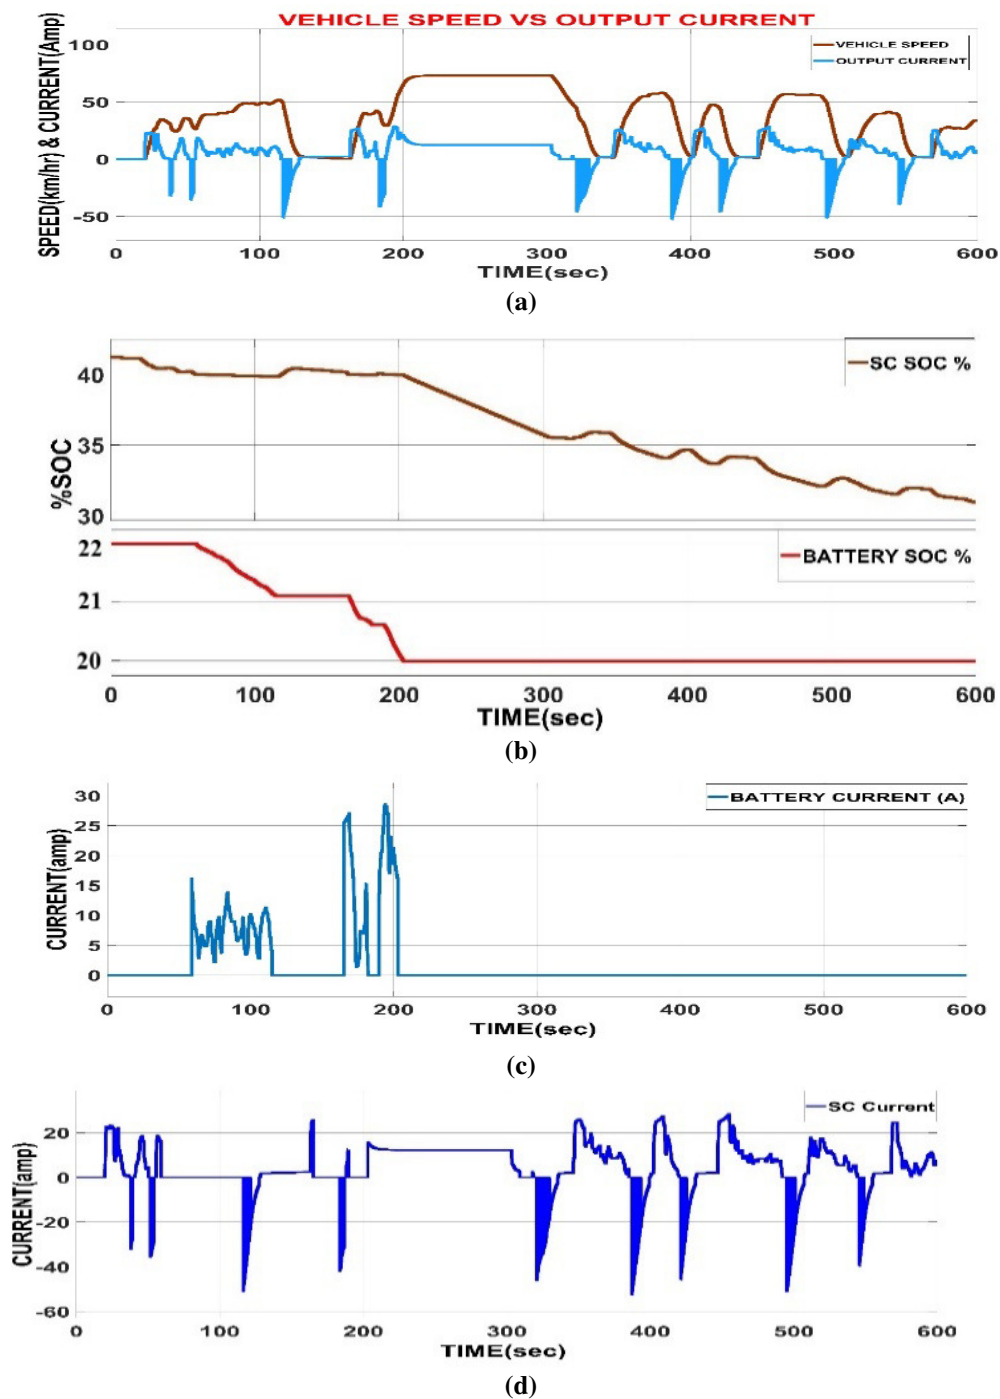 VEHICLE SPEED VS OUTPUT CURRENT
SPEED(km/hr) & CURRENT(Amp)
100
50
0
-50
VEHICLE SPEED
OUTPUT CURRENT
0 100 200 300 400 500 600
TIME(sec)
(a)
%SOC
40
35
30
SC SOC %
22
21
20
BATTERY SOC %
0 100 200 300 400 500 600
TIME(sec)
(b)
CURRENT(amp)
30
25
20
15
10
5
0
BATTERY CURRENT (A)
0 100 200 300 400 500 600
TIME(sec)
(c)
CURRENT(amp)
20
0
-20
-40
-60
SC Current
0 100 200 300 400 500 600
TIME(sec)
(d)